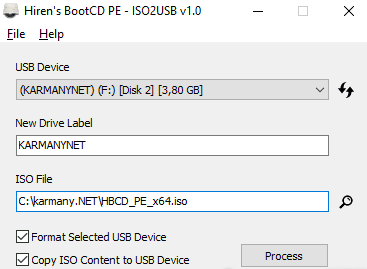 Hiren's BootCD PE - ISO2USB v1.0
File Help
USB Device
(KARMANYNET) (F:) [Disk 2] [3,80 GB]
New Drive Label
KARMANYNET
ISO File
C:\karmany.NET\HBCD_PE_x64.iso
Format Selected USB Device
Copy ISO Content to USB Device
Process